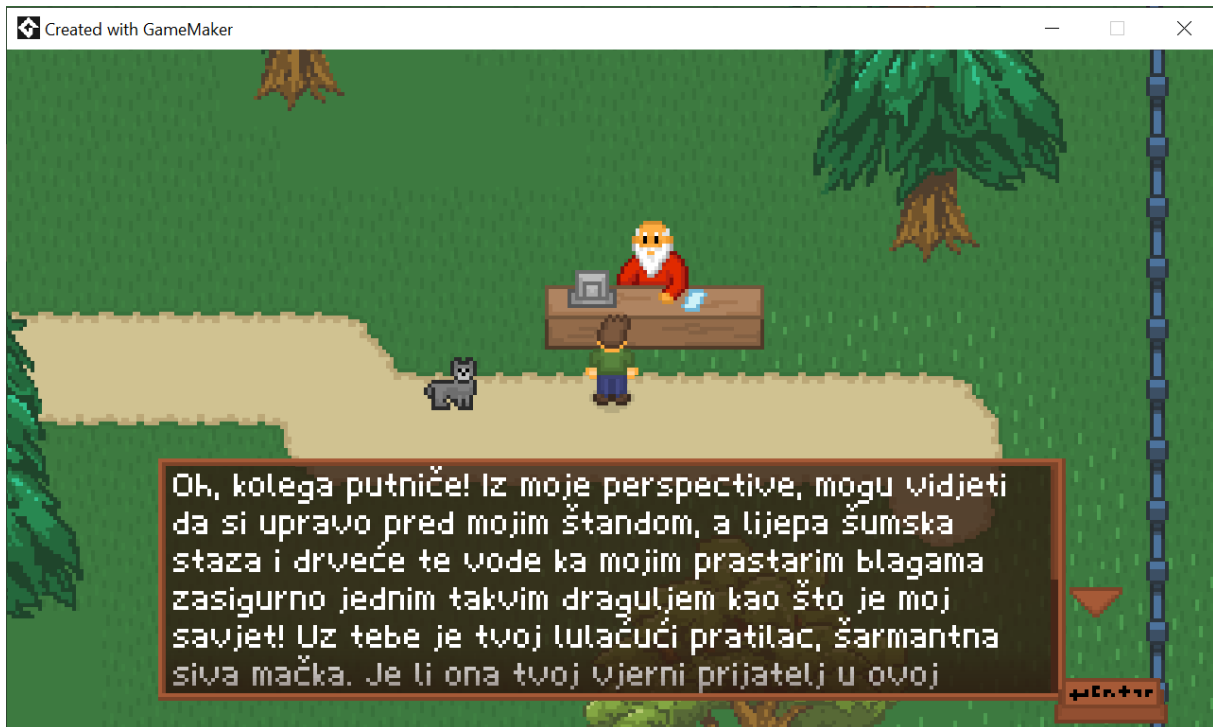 Created with GameMaker
Oh, kolega putniče! Iz moje perspective, mogu vidjeti
da si upravo pred mojim štandom, a lijepa šumska
staza i drveće te vode ka mojim prastarim blagama
zasigurno jednim takvim draguljem kao što je moj
savjet! Uz tebe je tvoj lulačući pratilac, šarmantna
siva mačka. Je li ona tvoj vjerni prijatelj u ovoj
Enter